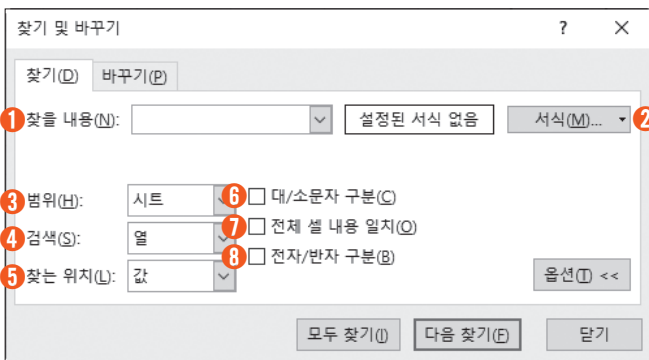 찾기 및 바꾸기 ? ×
찾기(D) 바꾸기(P)
1 찾을 내용(N): 설정된 서식 없음 서식(M)... 2
3 범위(H): 시트 6 대/소문자 구분(C)
7 전체 셀 내용 일치(O)
4 검색(S): 열
8 전자/반자 구분(B)
5 찾는 위치(L): 값 옵션(T) <<
모두 찾기(I) 다음 찾기(F) 닫기